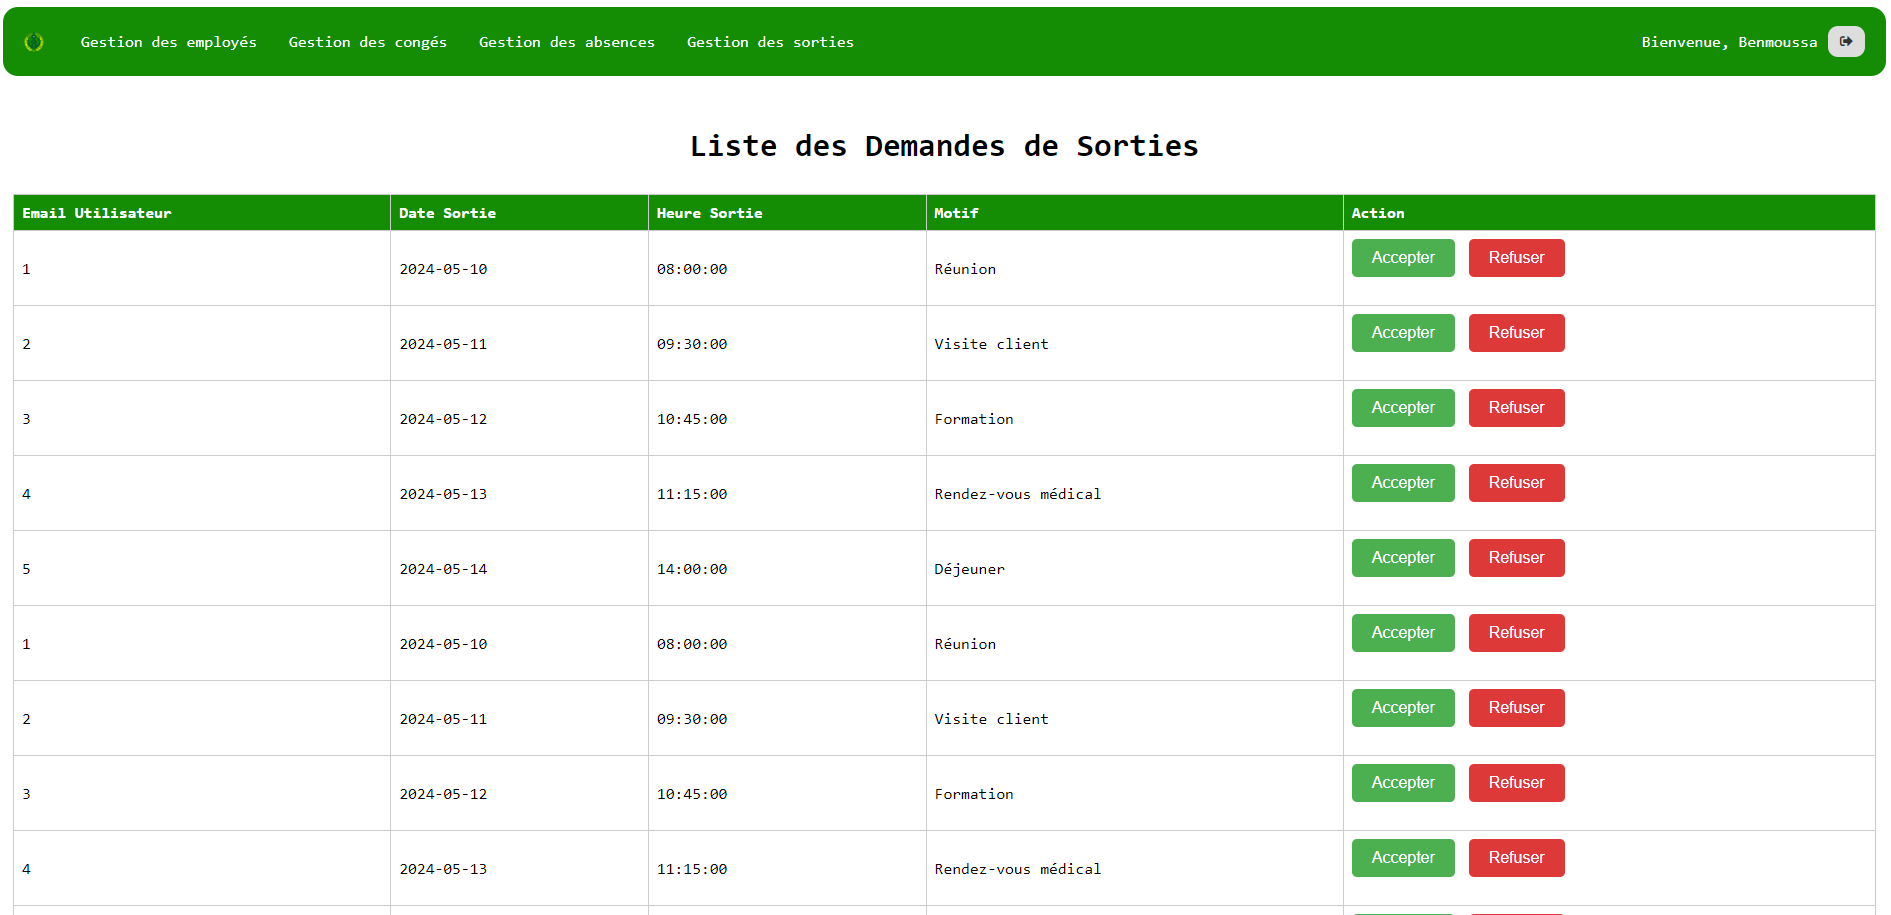 Gestion des employés Gestion des congés Gestion des absences Gestion des sorties Bienvenue, Benmoussa
Liste des Demandes de Sorties
Email Utilisateur Date Sortie Heure Sortie Motif Action
1 2024-05-10 08:00:00 Réunion Accepter Refuser
2 2024-05-11 09:30:00 Visite client Accepter Refuser
3 2024-05-12 10:45:00 Formation Accepter Refuser
4 2024-05-13 11:15:00 Rendez-vous médical Accepter Refuser
5 2024-05-14 14:00:00 Déjeuner Accepter Refuser
1 2024-05-10 08:00:00 Réunion Accepter Refuser
2 2024-05-11 09:30:00 Visite client Accepter Refuser
3 2024-05-12 10:45:00 Formation Accepter Refuser
4 2024-05-13 11:15:00 Rendez-vous médical Accepter Refuser